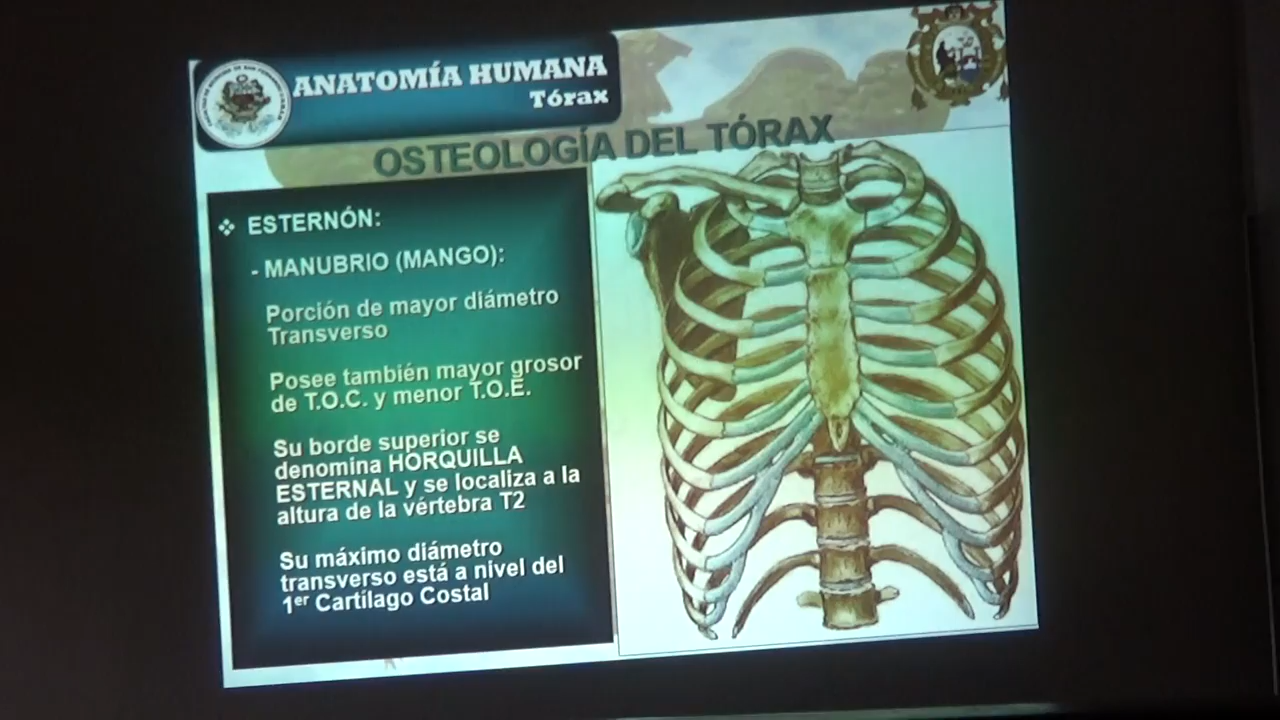 ANATOMÍA HUMANA
Tórax
OSTEOLOGÍA DEL TÓRAX
❖ ESTERNÓN:
- MANUBRIO (MANGO):
Porción de mayor diámetro
Transverso
Posee también mayor grosor
de T.O.C. y menor T.O.E.
Su borde superior se
denomina HORQUILLA
ESTERNAL y se localiza a la
altura de la vértebra T2
Su máximo diámetro
transverso está a nivel del
1er Cartílago Costal